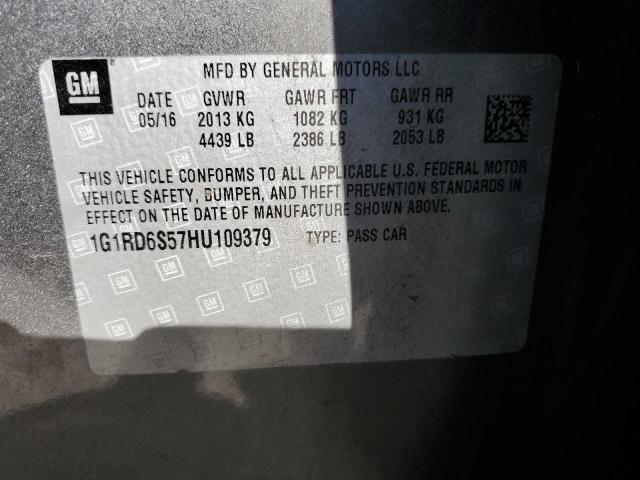 GM
MFD BY GENERAL MOTORS LLC
DATE GVWR GAWR FRT GAWR RR
05/16 2013 KG 1082 KG 931 KG
4439 LB 2386 LB 2053 LB
THIS VEHICLE CONFORMS TO ALL APPLICABLE U.S. FEDERAL MOTOR
VEHICLE SAFETY, BUMPER, AND THEFT PREVENTION STANDARDS IN
EFFECT ON THE DATE OF MANUFACTURE SHOWN ABOVE.
1G1RD6S57HU109379 TYPE: PASS CAR